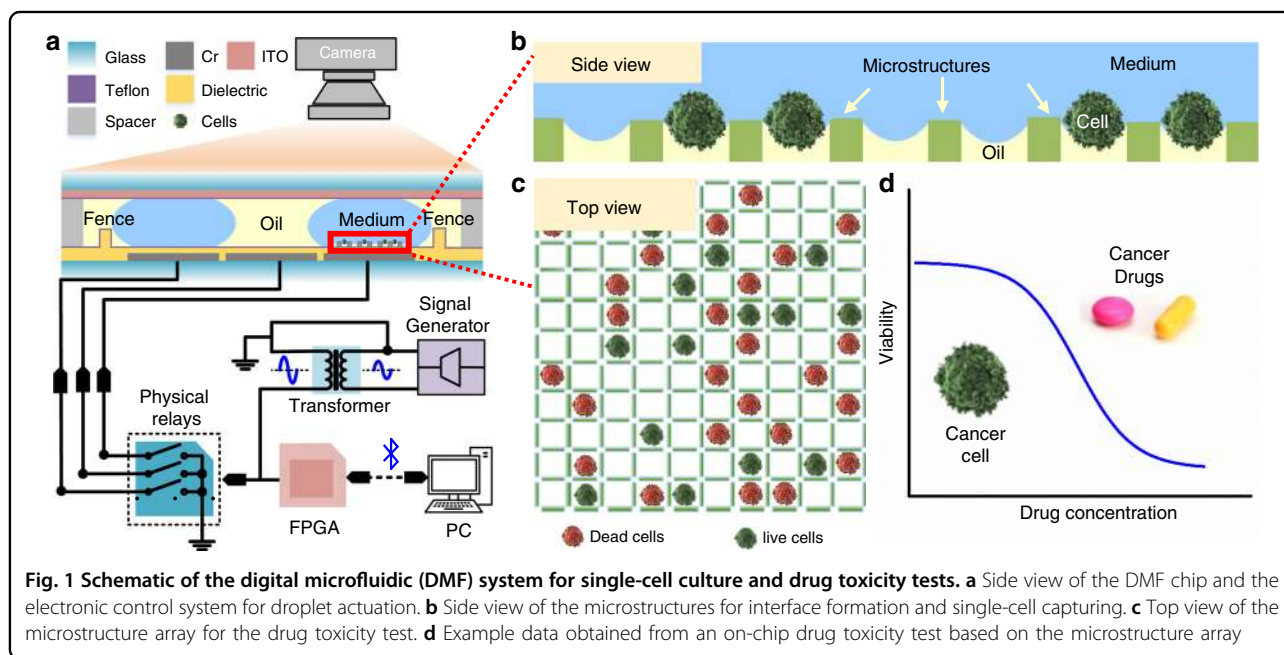 a
Glass
Cr
ITO
Teflon
Dielectric
Spacer
Cells
Camera
Fence
Oil
Medium
Fence
Signal
Generator
Transformer
Physical
relays
FPGA
PC
b
Side view
Microstructures
Medium
Cell
Oil
c
Top view
Dead cells
live cells
d
Viability
Cancer
Drugs
Cancer
cell
Drug concentration
Fig. 1 Schematic of the digital microfluidic (DMF) system for single-cell culture and drug toxicity tests. a Side view of the DMF chip and the
electronic control system for droplet actuation. b Side view of the microstructures for interface formation and single-cell capturing. c Top view of the
microstructure array for the drug toxicity test. d Example data obtained from an on-chip drug toxicity test based on the microstructure array